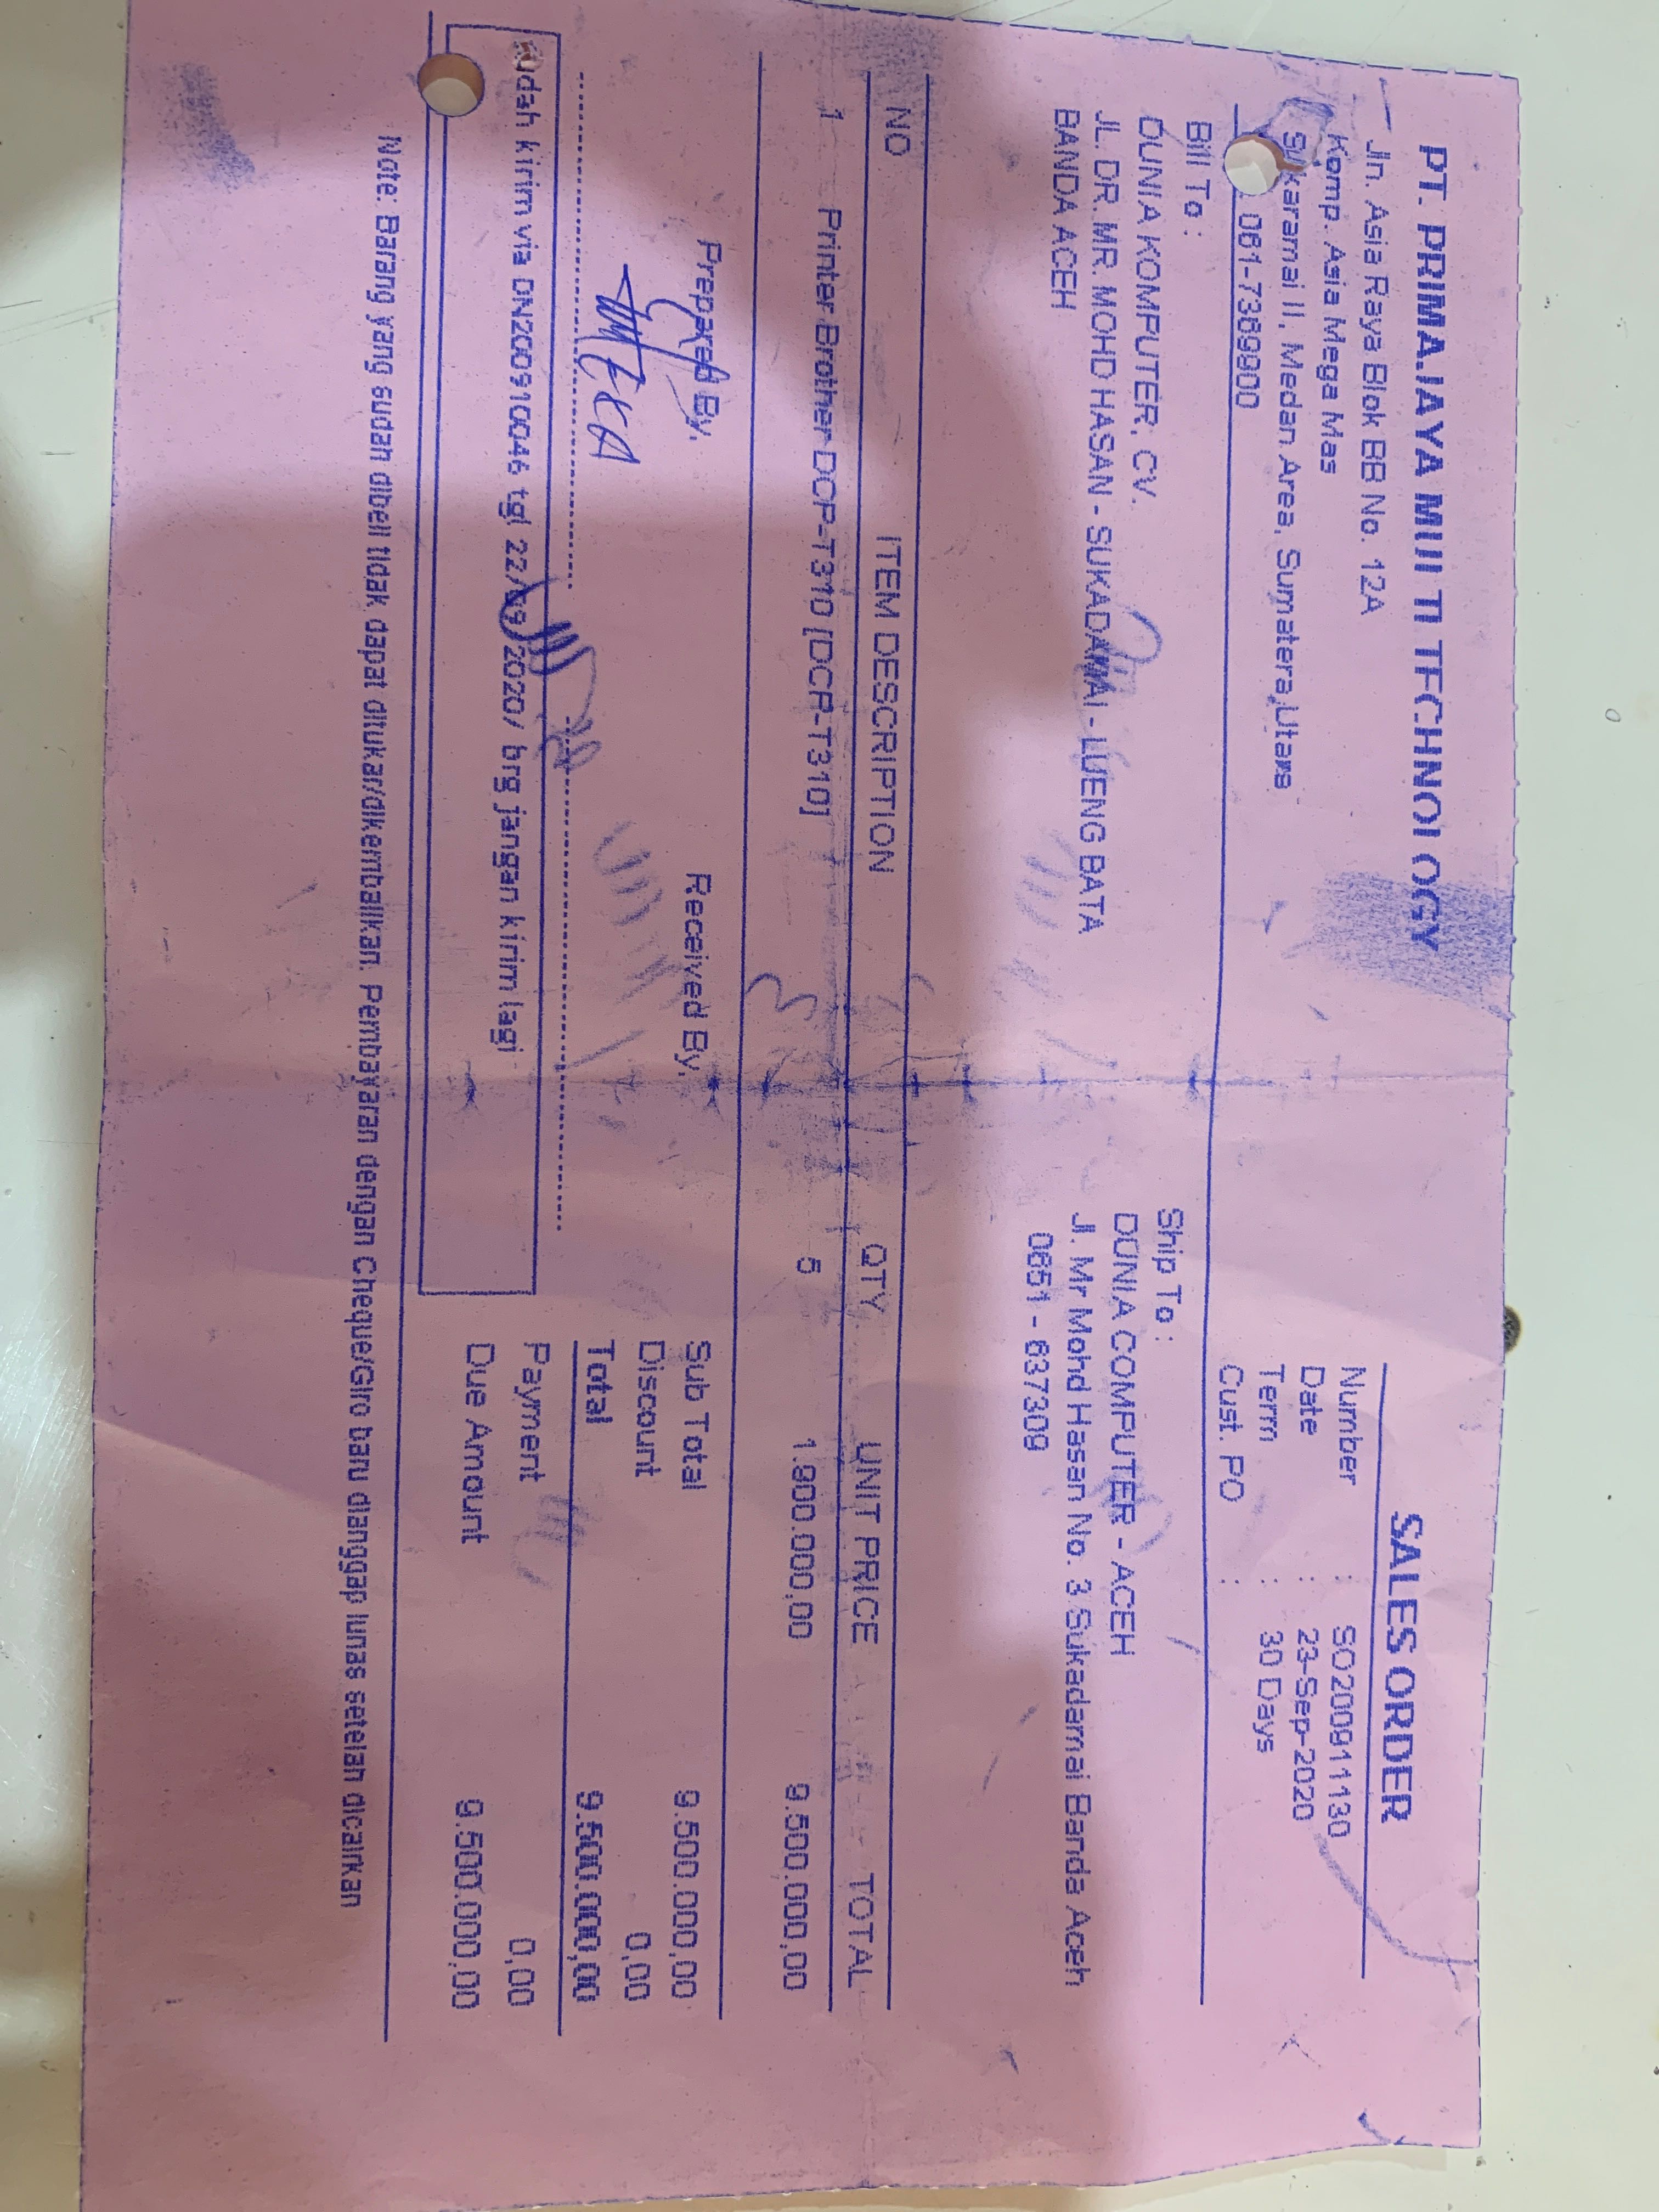 PT. PRIMAJAYA MULTI TECHNOLOGY
Jln. Asia Raya Blok BB No. 12A
Komp. Asia Mega Mas
Sukaramai II, Medan Area, Sumatera Utara
061-7369900
SALES ORDER
Number : SO200911130
Date : 23-Sep-2020
Term : 30 Days
Cust. PO :
Bill To :
DUNIA KOMPUTER, CV.
JL. DR. MR. MOHD HASAN - SUKADAMAI - LUENG BATA
BANDA ACEH
Ship To :
DUNIA COMPUTER - ACEH
Jl. Mr Mohd Hasan No. 3 Sukadamai Banda Aceh
0651 - 637309
NO ITEM DESCRIPTION QTY UNIT PRICE TOTAL
1 Printer Brother DCP-T310 [DCP-T310] 5 1.900.000,00 9.500.000,00
Prepared By, Received By,
Sub Total 9.500.000,00
Discount 0,00
Total 9.500.000,00
Payment 0,00
Due Amount 9.500.000,00
udah kirim via DN200910046 tgl 22/09/2020/ brg jangan kirim lagi
Note: Barang yang sudah dibeli tidak dapat ditukar/dikembalikan. Pembayaran dengan Cheque/Giro baru dianggap lunas setelah dicairkan